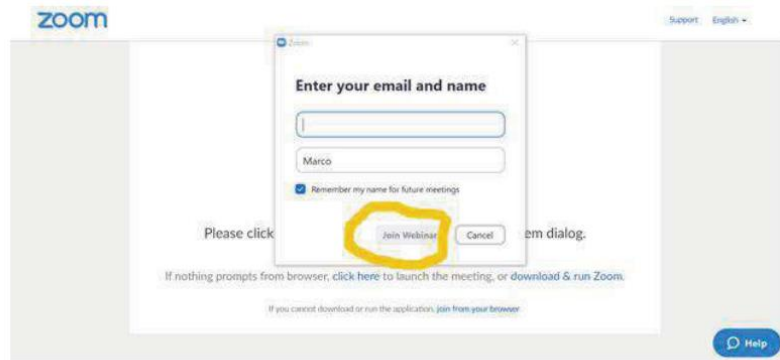 zoom
Support English
Zoom
Enter your email and name
Marco
Remember my name for future meetings
Join Webinar Cancel
Please click em dialog.
If nothing prompts from browser, click here to launch the meeting, or download & run Zoom.
If you cannot download or run the application, join from your browser
Help